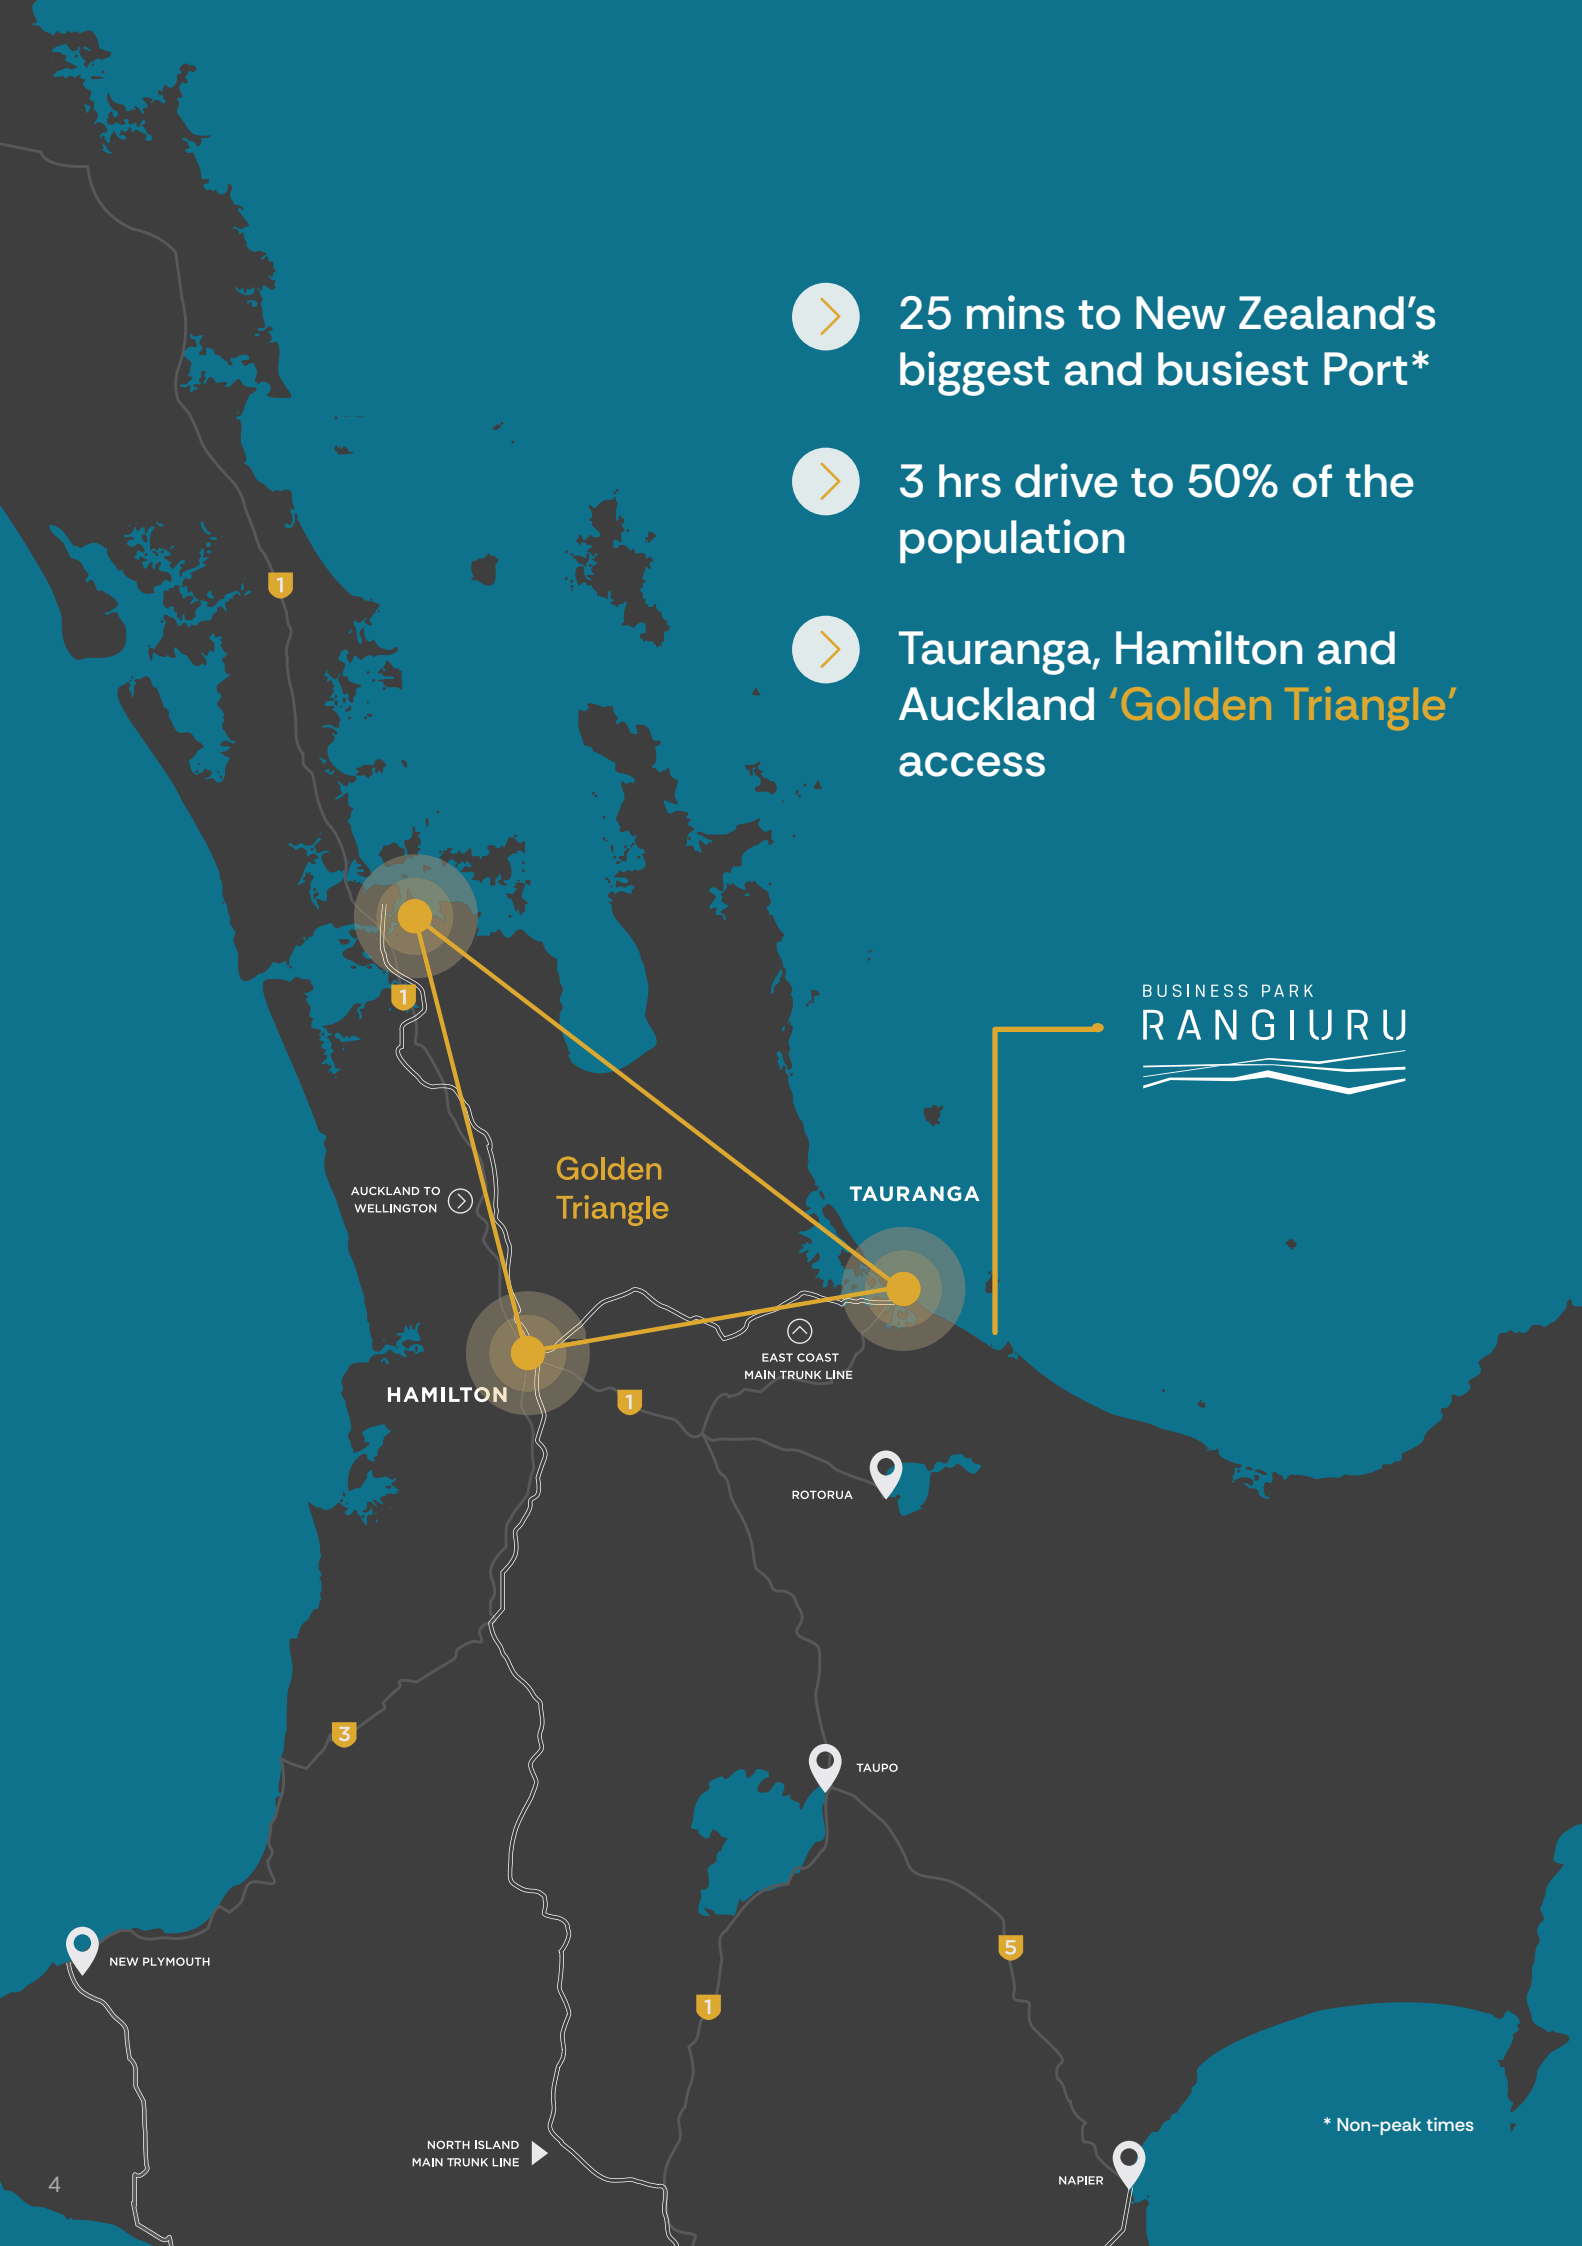 25 mins to New Zealand’s
biggest and busiest Port*
3 hrs drive to 50% of the
population
1
Tauranga, Hamilton and
Auckland ‘Golden Triangle’
access
BUSINESS PARK
RANGIURU
1
Golden
Triangle
AUCKLAND TO
WELLINGTON
TAURANGA
EAST COAST
MAIN TRUNK LINE
HAMILTON
1
ROTORUA
3
TAUPO
5
NEW PLYMOUTH
1
* Non-peak times
NORTH ISLAND
MAIN TRUNK LINE
NAPIER
4